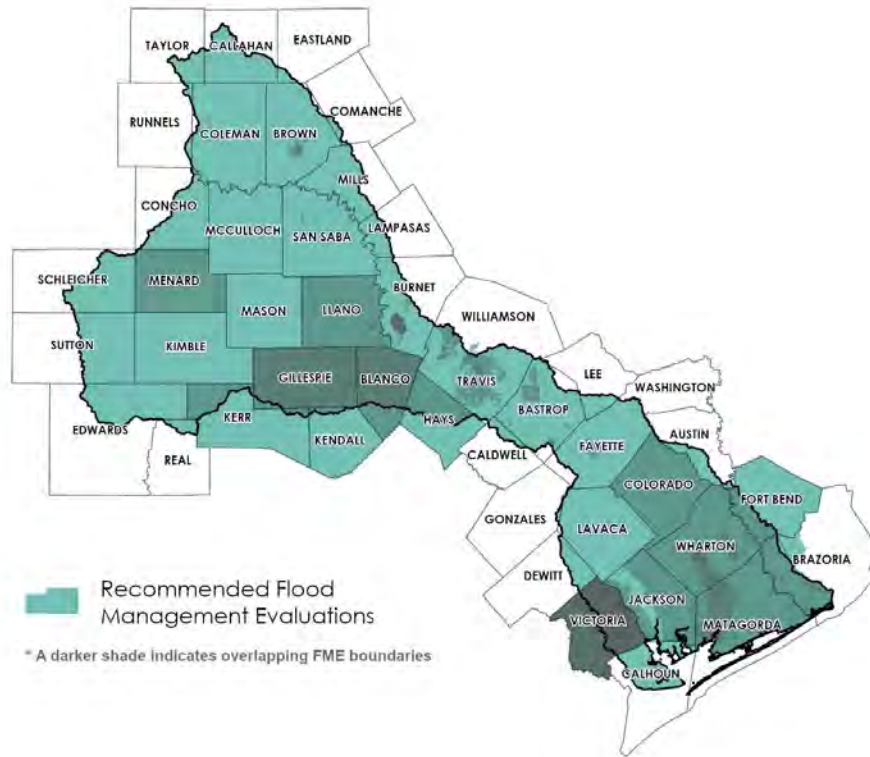 TAYLOR
CALLAHAN
EASTLAND
RUNNELS
COLEMAN
BROWN
COMANCHE
CONCHO
MCCULLOCH
SAN SABA
MILLS
LAMPASAS
SCHLEICHER
MENARD
MASON
LLANO
BURNET
WILLIAMSON
SUTTON
KIMBLE
GILLESPIE
BLANCO
TRAVIS
LEE
WASHINGTON
EDWARDS
REAL
KERR
KENDALL
HAYS
BASTROP
CALDWELL
FAYETTE
AUSTIN
GONZALES
LAVACA
COLORADO
FORT BEND
DEWITT
WHARTON
BRAZORIA
VICTORIA
JACKSON
MATAGORDA
CALHOUN
Recommended Flood
Management Evaluations
* A darker shade indicates overlapping FME boundaries